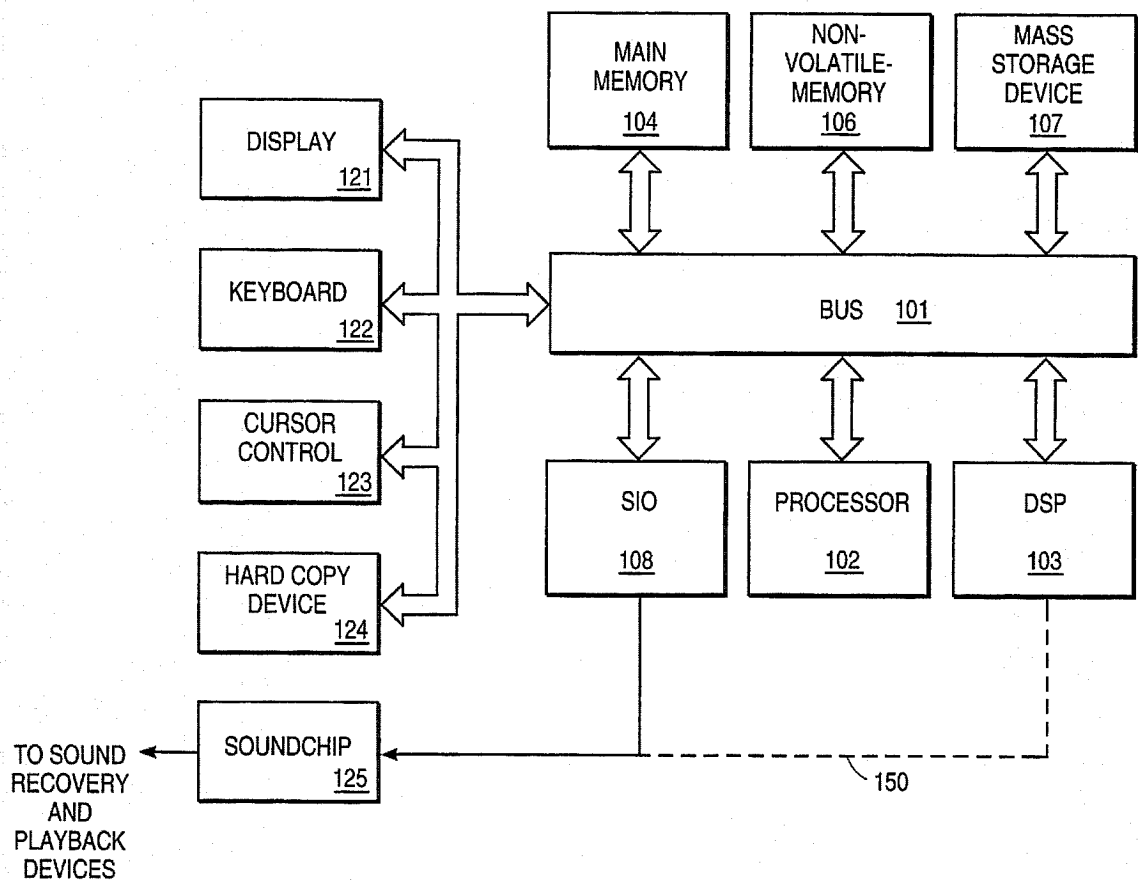 MAIN
MEMORY
104
NON-
VOLATILE-
MEMORY
106
MASS
STORAGE
DEVICE
107
DISPLAY
121
KEYBOARD
122
BUS 101
CURSOR
CONTROL
123
SIO
108
PROCESSOR
102
DSP
103
HARD COPY
DEVICE
124
SOUNDCHIP
125
TO SOUND
RECOVERY
AND
PLAYBACK
DEVICES
150